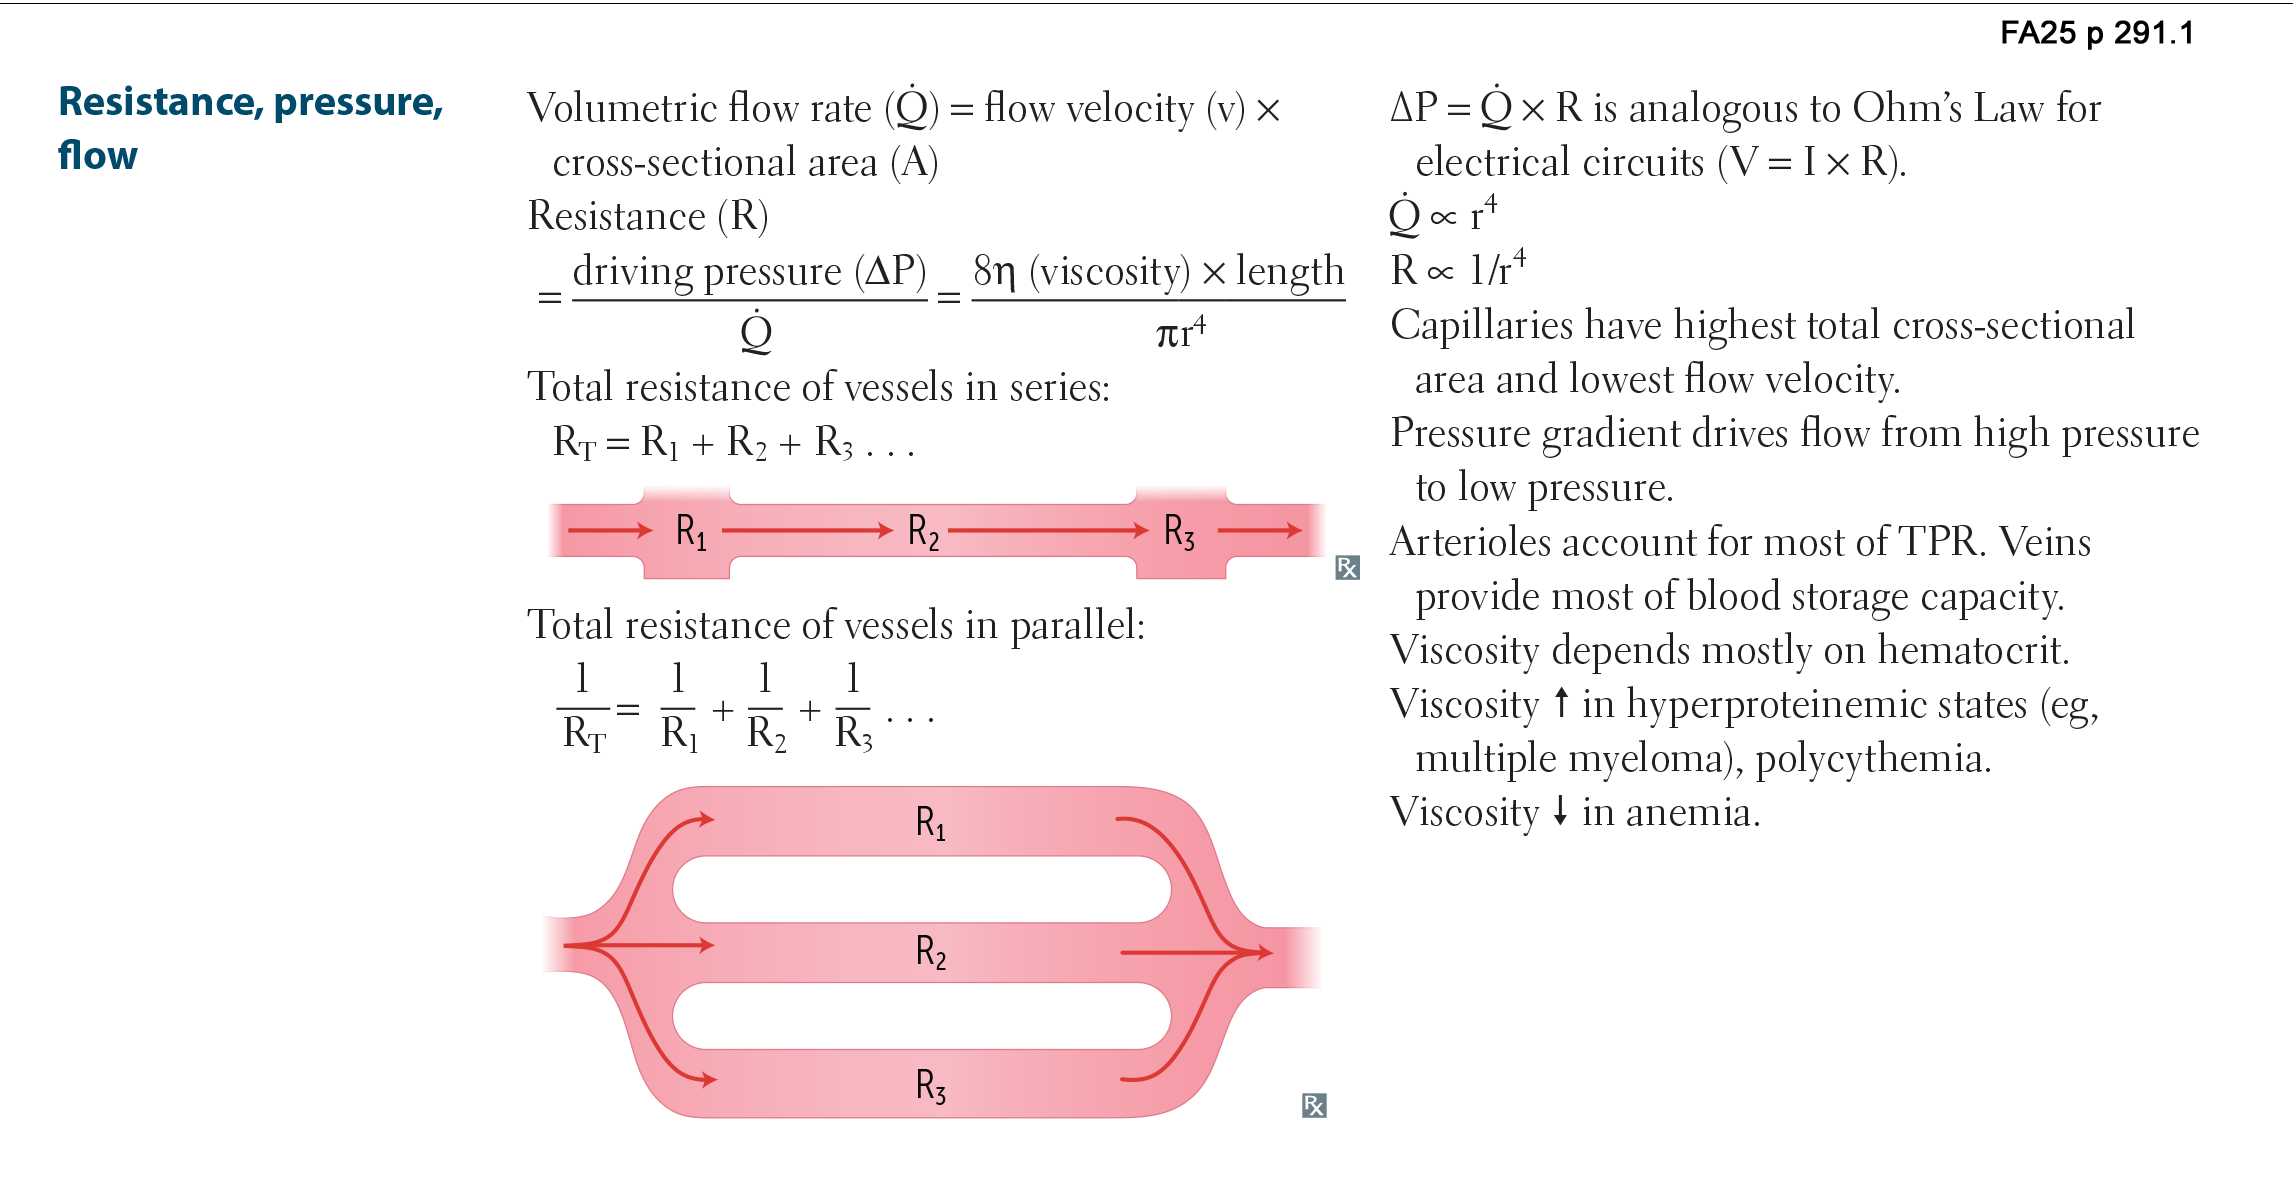 FA25 p 291.1
Resistance, pressure,
flow
Volumetric flow rate (Q̇) = flow velocity (v) ×
cross-sectional area (A)
Resistance (R)
= driving pressure (ΔP) / Q̇ = 8η (viscosity) × length / πr⁴
Total resistance of vessels in series:
R_T = R₁ + R₂ + R₃ . . .
R₁ R₂ R₃
Rx
Total resistance of vessels in parallel:
1/R_T = 1/R₁ + 1/R₂ + 1/R₃ . . .
R₁
R₂
R₃
Rx
ΔP = Q̇ × R is analogous to Ohm’s Law for
electrical circuits (V = I × R).
Q̇ ∝ r⁴
R ∝ 1/r⁴
Capillaries have highest total cross-sectional
area and lowest flow velocity.
Pressure gradient drives flow from high pressure
to low pressure.
Arterioles account for most of TPR. Veins
provide most of blood storage capacity.
Viscosity depends mostly on hematocrit.
Viscosity ↑ in hyperproteinemic states (eg,
multiple myeloma), polycythemia.
Viscosity ↓ in anemia.